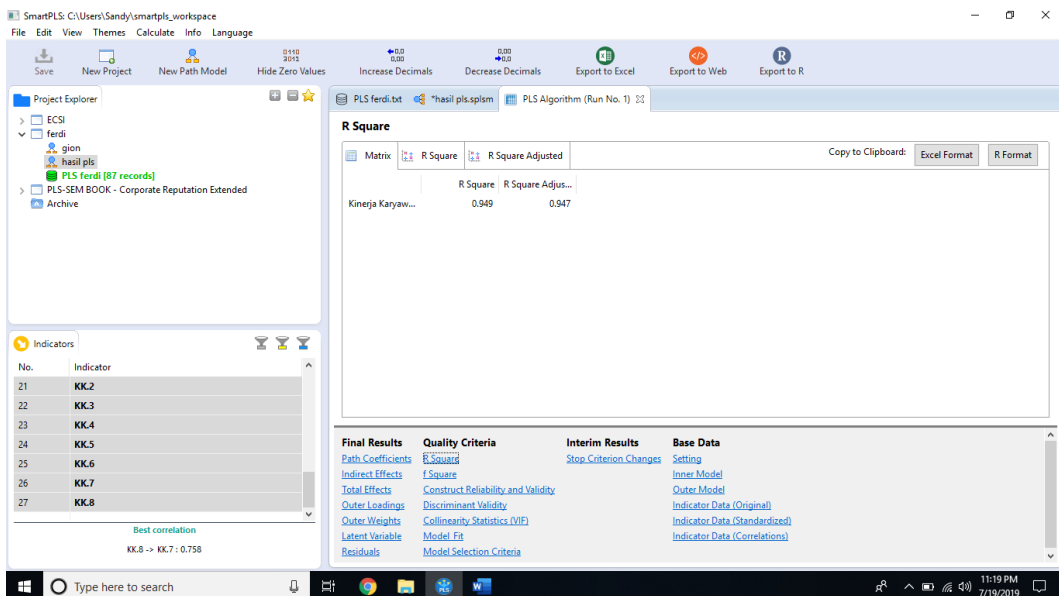 SmartPLS: C:\Users\Sandy\smartpls_workspace
File Edit View Themes Calculate Info Language
Save New Project New Path Model Hide Zero Values Increase Decimals Decrease Decimals Export to Excel Export to Web Export to R
Project Explorer
ECSI
ferdi
gion
hasil pls
PLS ferdi [87 records]
PLS-SEM BOOK - Corporate Reputation Extended
Archive
Indicators
No. Indicator
21 KK.2
22 KK.3
23 KK.4
24 KK.5
25 KK.6
26 KK.7
27 KK.8
Best correlation
KK.8 -> KK.7 : 0.758
PLS ferdi.txt *hasil pls.splsm PLS Algorithm (Run No. 1)
R Square
Matrix R Square R Square Adjusted Copy to Clipboard: Excel Format R Format
R Square R Square Adjus...
Kinerja Karyaw... 0.949 0.947
Final Results Quality Criteria Interim Results Base Data
Path Coefficients R Square Stop Criterion Changes Setting
Indirect Effects f Square Inner Model
Total Effects Construct Reliability and Validity Outer Model
Outer Loadings Discriminant Validity Indicator Data (Original)
Outer Weights Collinearity Statistics (VIF) Indicator Data (Standardized)
Latent Variable Model_Fit Indicator Data (Correlations)
Residuals Model Selection Criteria
Type here to search
11:19 PM
7/19/2019